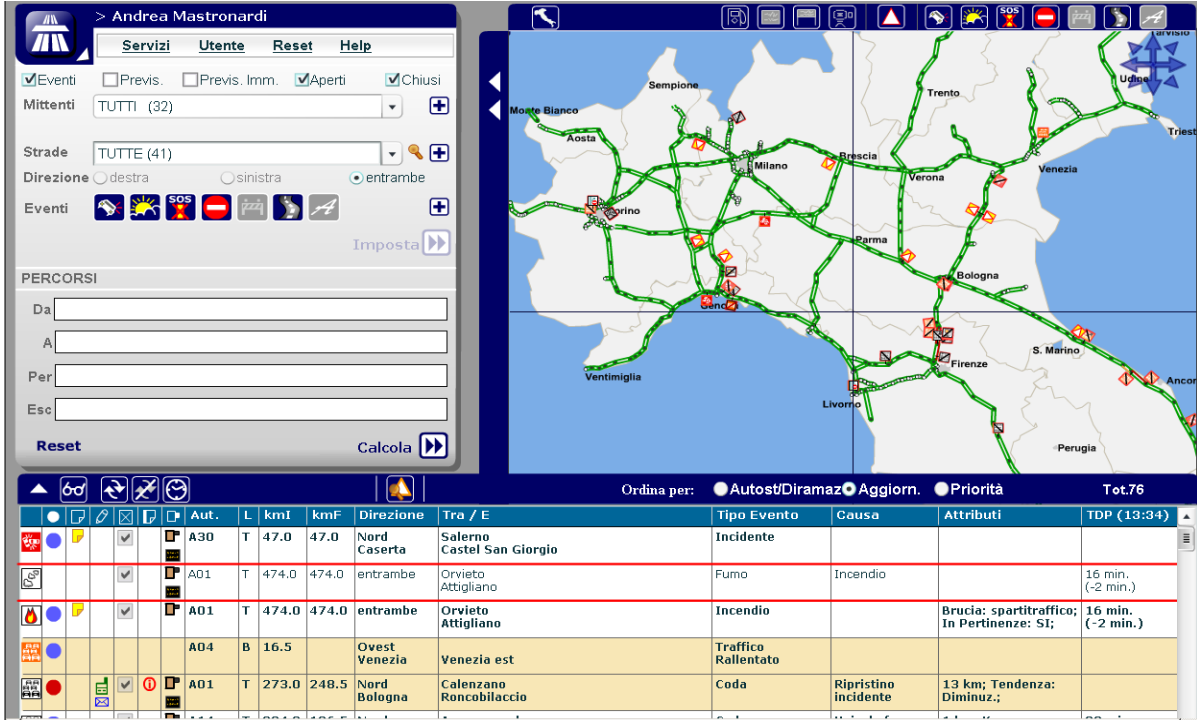 > Andrea Mastronardi
Servizi Utente Reset Help
Eventi Previs. Previs. Imm. Aperti Chiusi
Mittenti TUTTI (32)
Strade TUTTE (41)
Direzione destra sinistra entrambe
Eventi SOS
Imposta
PERCORSI
Da
A
Per
Esc
Reset Calcola
SOS
Tarvisio
Udine
Sempione
Trento
Monte Bianco
Triest
Aosta
Brescia
Milano
Venezia
Verona
Torino
Parma
Bologna
Genova
S. Marino
Firenze
Ventimiglia
Ancor
Livorno
Perugia
Ordina per: Autost/Diramaz Aggiorn. Priorità Tot.76
Aut. L kmI kmF Direzione Tra / E Tipo Evento Causa Attributi TDP (13:34)
A30 T 47.0 47.0 Nord Salerno Incidente
Caserta Castel San Giorgio
A01 T 474.0 474.0 entrambe Orvieto Fumo Incendio 16 min.
Attigliano (-2 min.)
A01 T 474.0 474.0 entrambe Orvieto Incendio Brucia: spartitraffico; 16 min.
Attigliano In Pertinenze: SI; (-2 min.)
A04 B 16.5 Ovest Traffico
Venezia Venezia est Rallentato
A01 T 273.0 248.5 Nord Calenzano Coda Ripristino 13 km; Tendenza:
Bologna Roncobilaccio incidente Diminuz.;